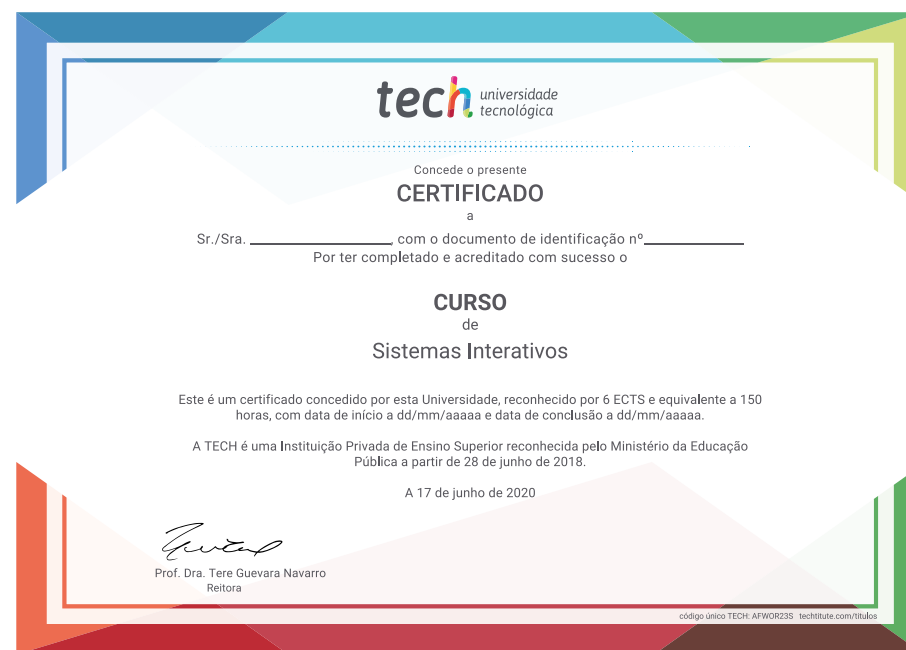 tech universidade
tecnológica
Concede o presente
CERTIFICADO
a
Sr./Sra. , com o documento de identificação nº
Por ter completado e acreditado com sucesso o
CURSO
de
Sistemas Interativos
Este é um certificado concedido por esta Universidade, reconhecido por 6 ECTS e equivalente a 150
horas, com data de início a dd/mm/aaaaa e data de conclusão a dd/mm/aaaaa.
A TECH é uma Instituição Privada de Ensino Superior reconhecida pelo Ministério da Educação
Pública a partir de 28 de junho de 2018.
A 17 de junho de 2020
Prof. Dra. Tere Guevara Navarro
Reitora
código único TECH: AFWOR23S techtitute.com/titulos